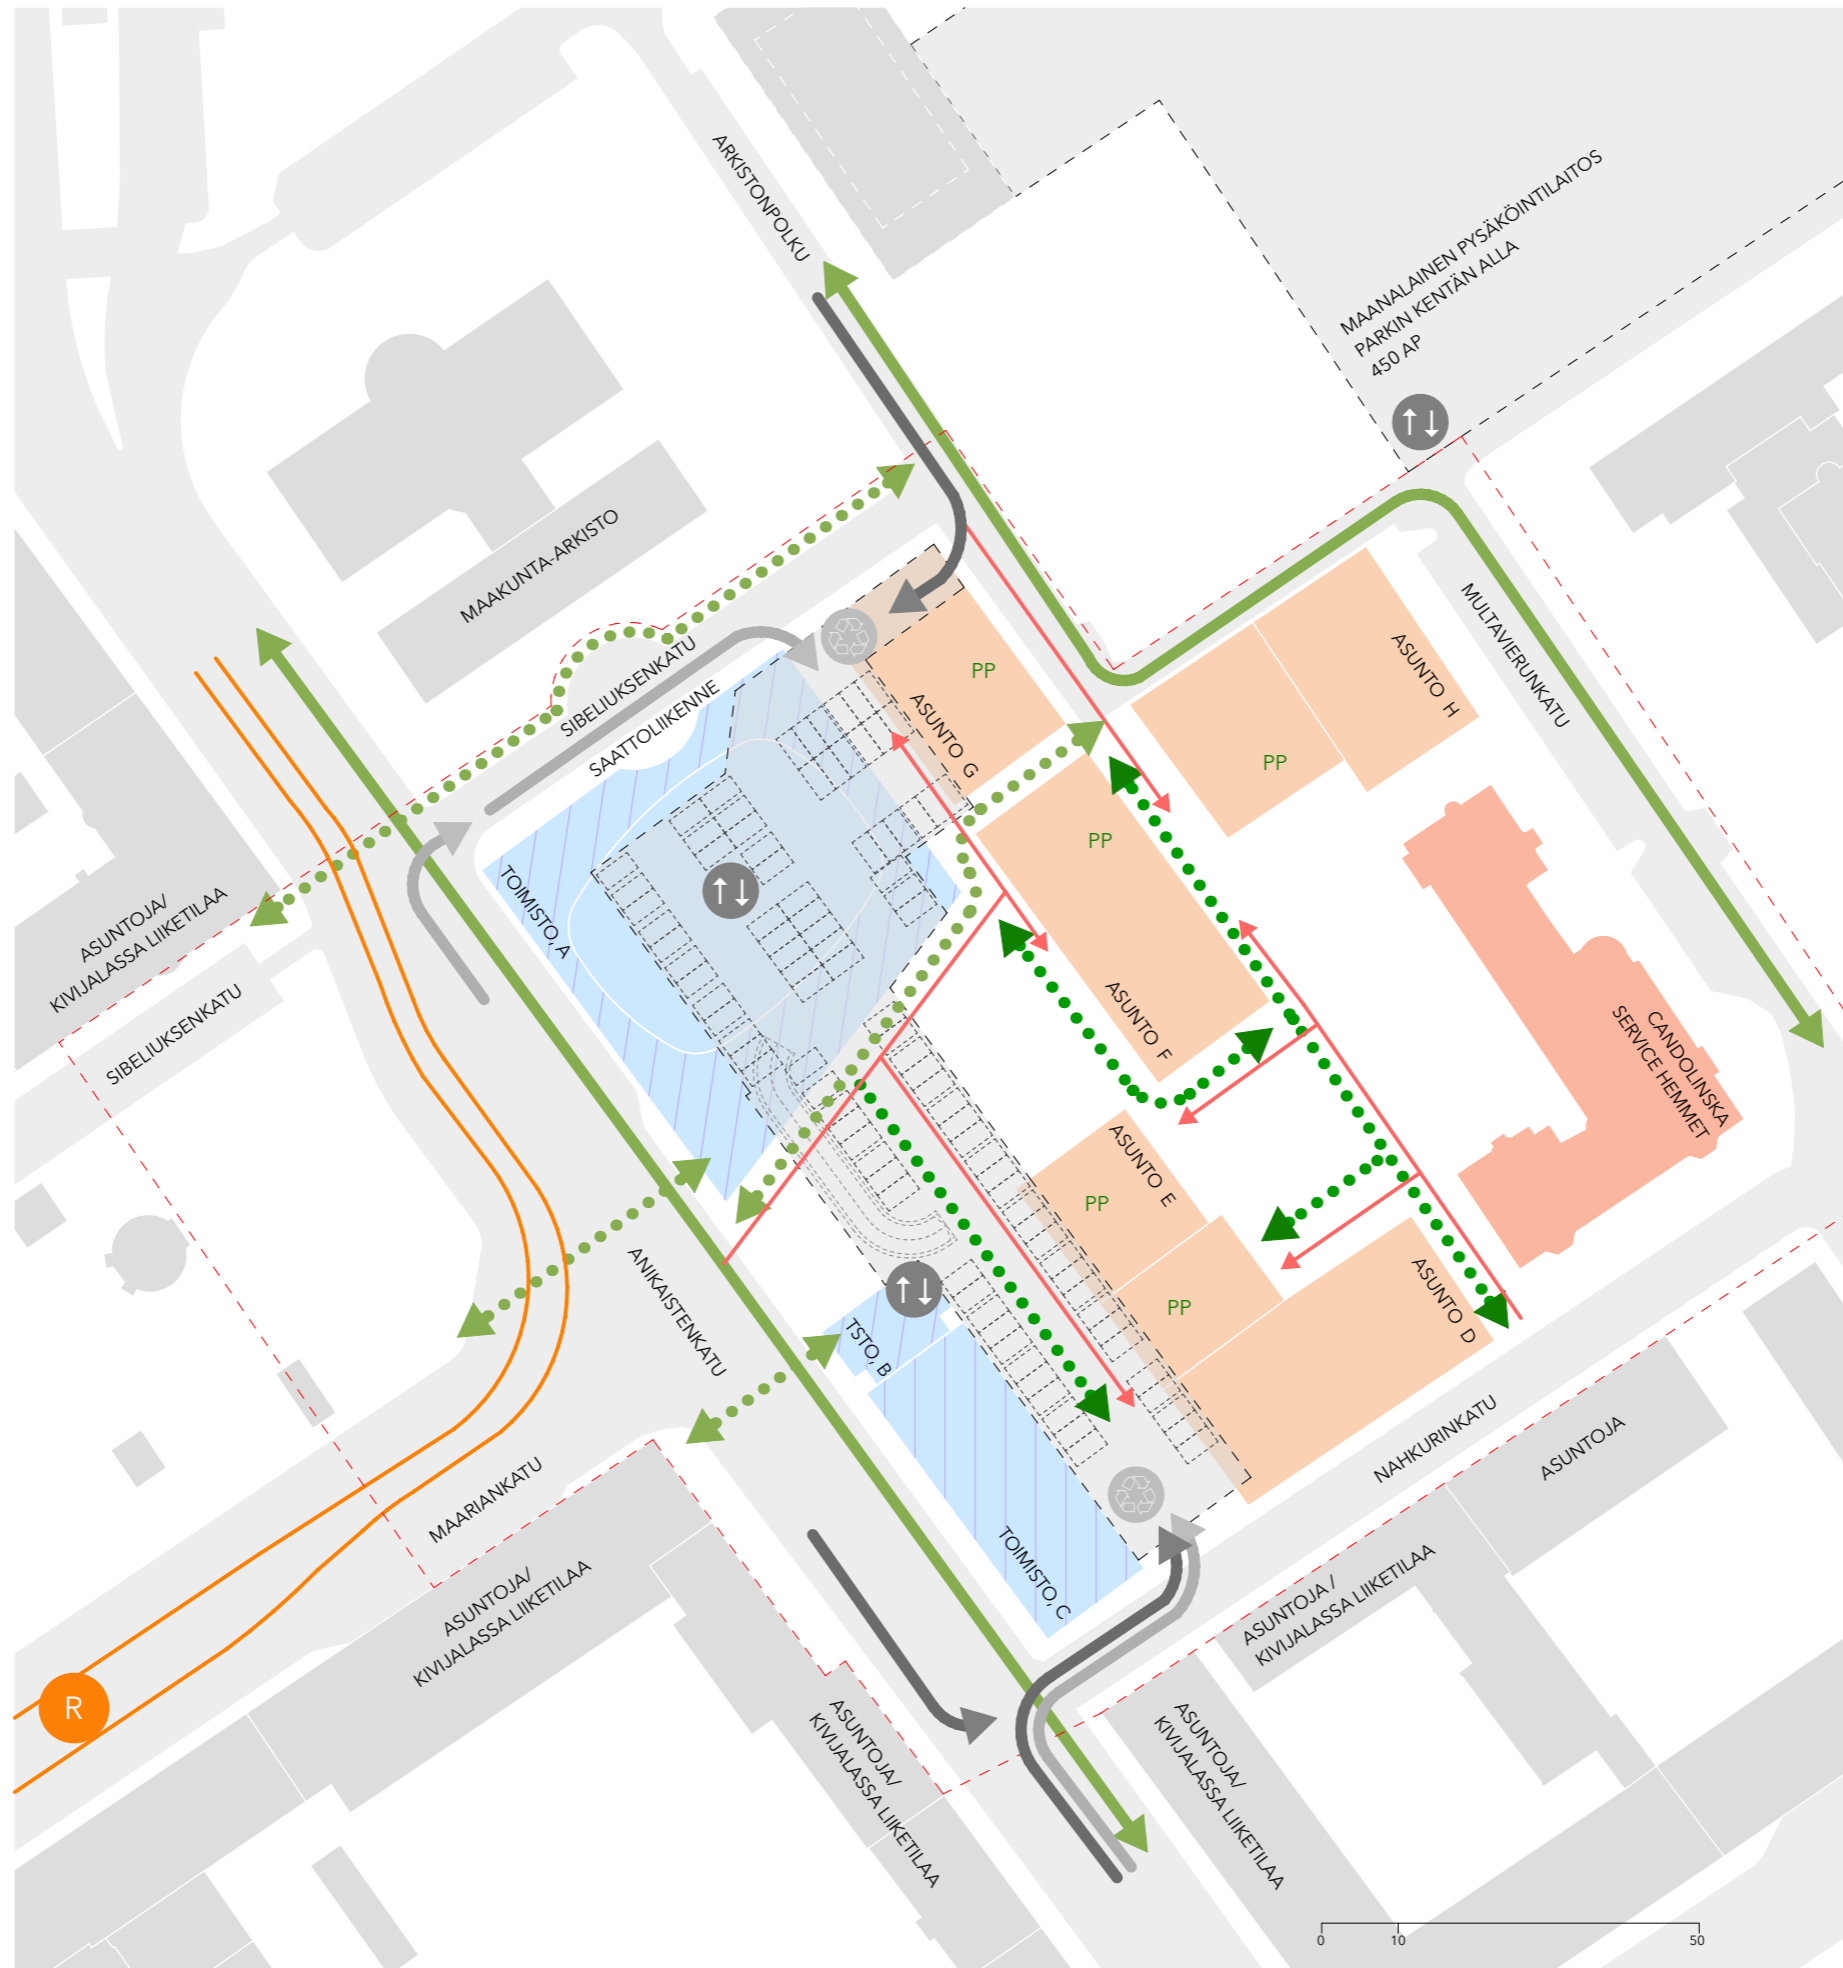 ARKISTONPOLKU
MAANALAINEN PYSÄKÖINTILAITOS
PARKIN KENTÄN ALLA
450 AP
MAAKUNTA-ARKISTO
SIBELIUKSENKATU
SAATTOLIIKENNE
PP
ASUNTO G
ASUNTO H
PP
MULTAVIERUNKATU
PP
TOIMISTO, A
ASUNTO F
ASUNTOJA/
KIVIJALASSA LIIKETILAA
SIBELIUKSENKATU
CANDOLINSKA
SERVICE HEMMET
ASUNTO E
PP
PP
ASUNTO D
ANIKAISTENKATU
TSTO, B
TOIMISTO, C
NAHKURINKATU
ASUNTOJA
MAARIANKATU
ASUNTOJA/
KIVIJALASSA LIIKETILAA
ASUNTOJA /
KIVIJALASSA LIIKETILAA
R
ASUNTOJA/
KIVIJALASSA LIIKETILAA
ASUNTOJA/
KIVIJALASSA LIIKETILAA
0 10 50